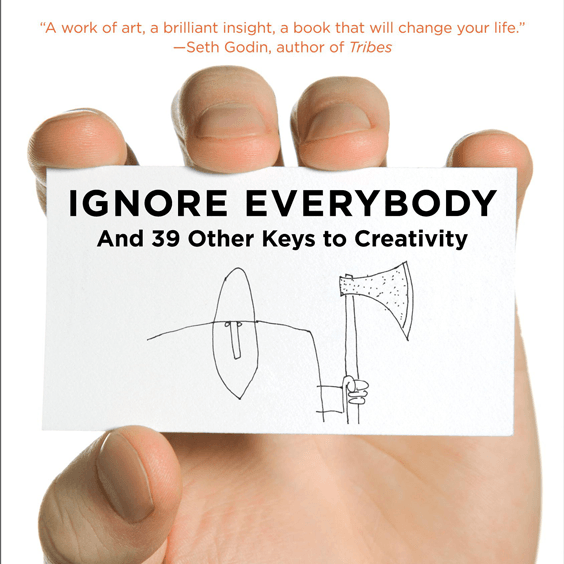 “A work of art, a brilliant insight, a book that will change your life.”
—Seth Godin, author of Tribes
IGNORE EVERYBODY
And 39 Other Keys to Creativity